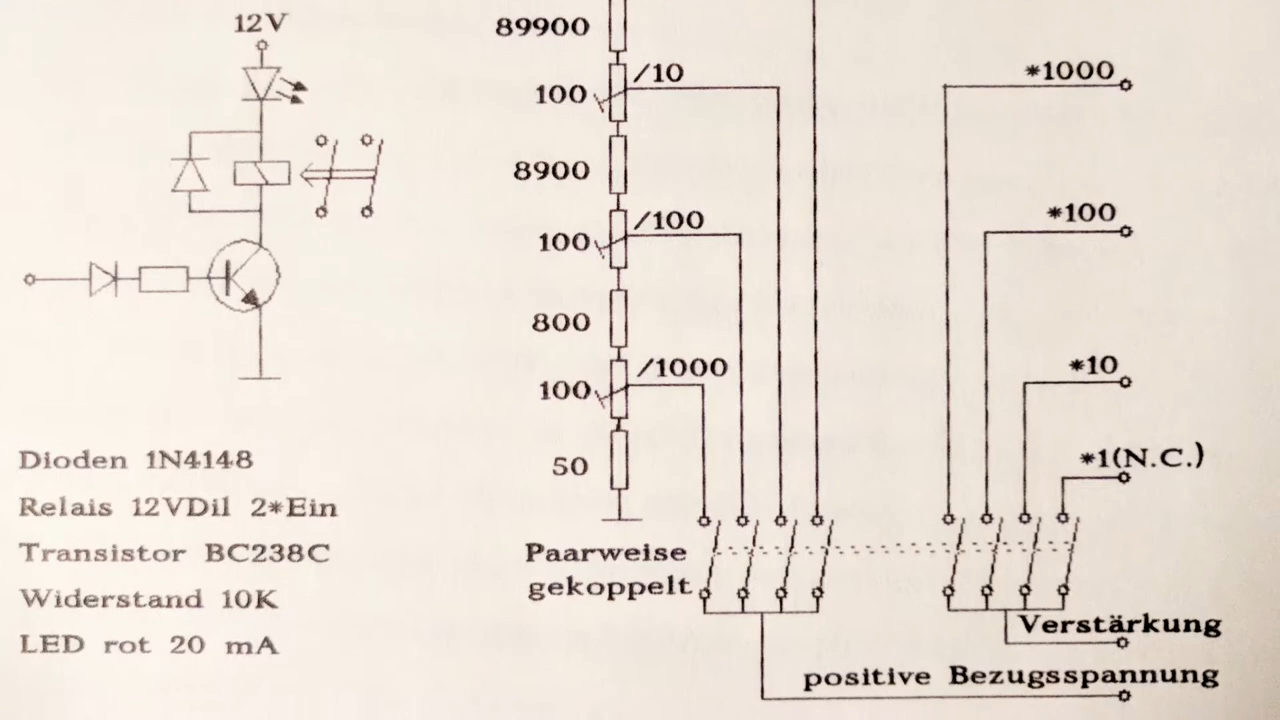 12V
89900
/10
100
8900
/100
100
800
/1000
100
50
*1000
*100
*10
*1(N.C.)
Dioden 1N4148
Relais 12VDil 2*Ein
Transistor BC238C
Widerstand 10K
LED rot 20 mA
Paarweise
gekoppelt
Verstärkung
positive Bezugsspannung